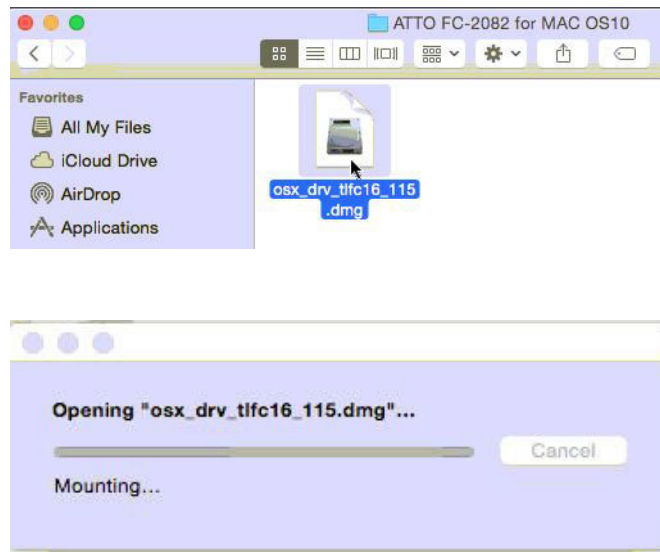 ATTO FC-2082 for MAC OS10
Favorites
All My Files
iCloud Drive
AirDrop
Applications
osx_drv_tlfc16_115
.dmg
Opening "osx_drv_tlfc16_115.dmg"...
Cancel
Mounting...